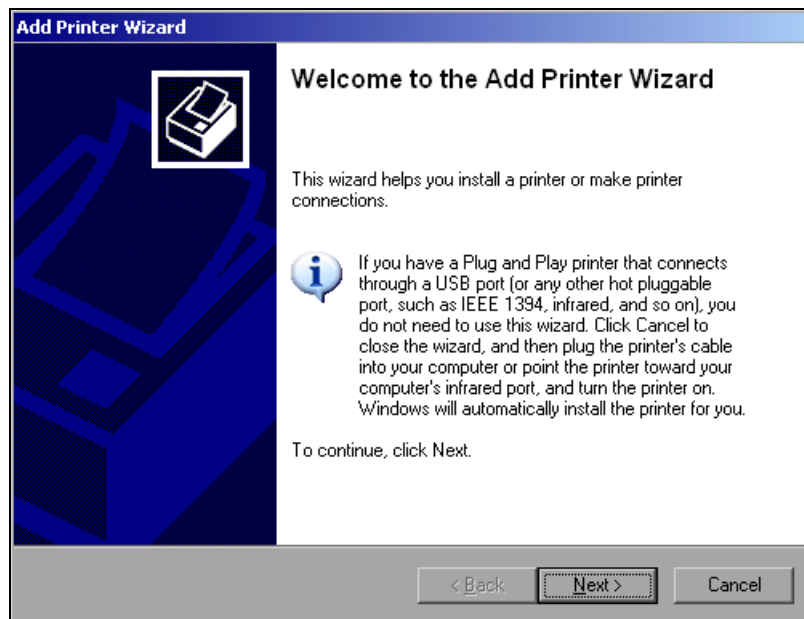 Add Printer Wizard
Welcome to the Add Printer Wizard
This wizard helps you install a printer or make printer
connections.
If you have a Plug and Play printer that connects
through a USB port (or any other hot pluggable
port, such as IEEE 1394, infrared, and so on), you
do not need to use this wizard. Click Cancel to
close the wizard, and then plug the printer's cable
into your computer or point the printer toward your
computer's infrared port, and turn the printer on.
Windows will automatically install the printer for you.
To continue, click Next.
< Back Next > Cancel